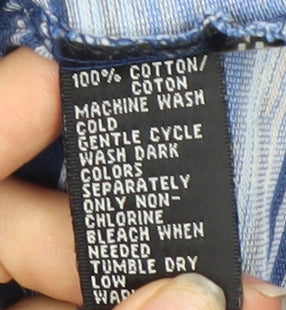 100% COTTON/
COTON
MACHINE WASH
COLD
GENTLE CYCLE
WASH DARK
COLORS
SEPARATELY
ONLY NON-
CHLORINE
BLEACH WHEN
NEEDED
TUMBLE DRY
LOW